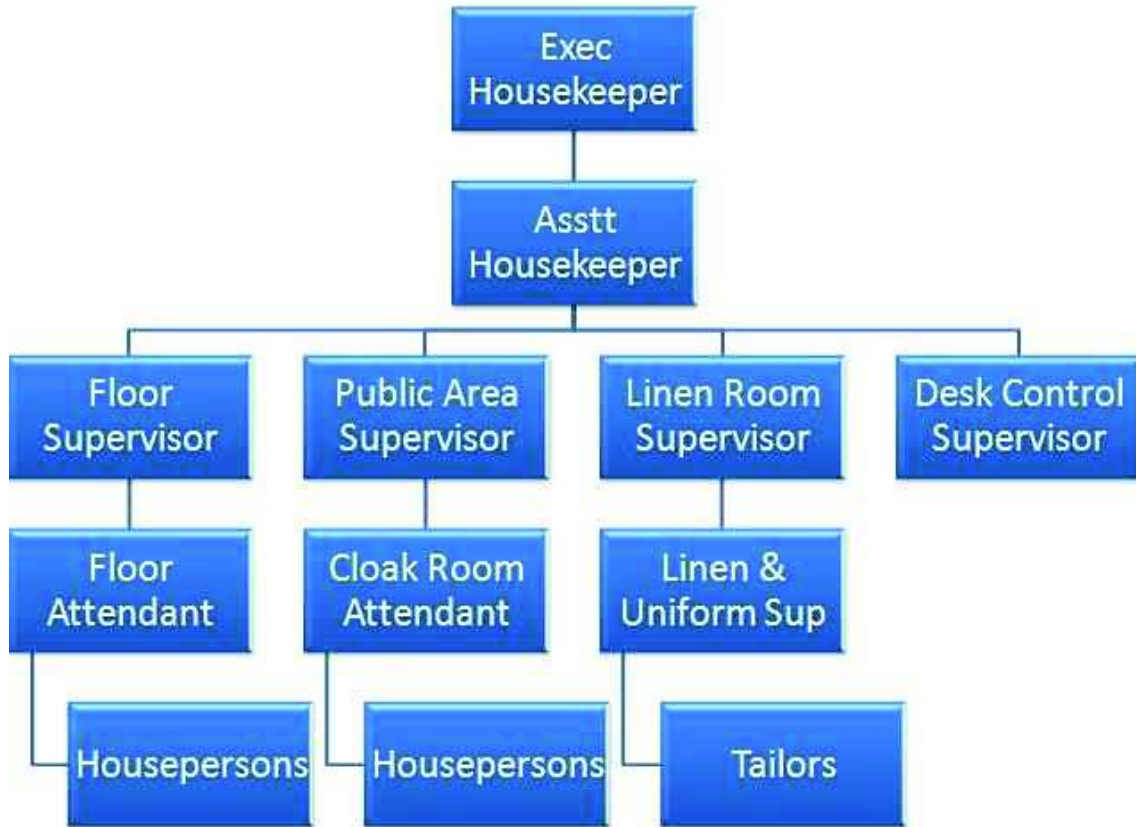 Exec
Housekeeper
Asstt
Housekeeper
Floor
Supervisor
Public Area
Supervisor
Linen Room
Supervisor
Desk Control
Supervisor
Floor
Attendant
Cloak Room
Attendant
Linen &
Uniform Sup
Housepersons
Housepersons
Tailors